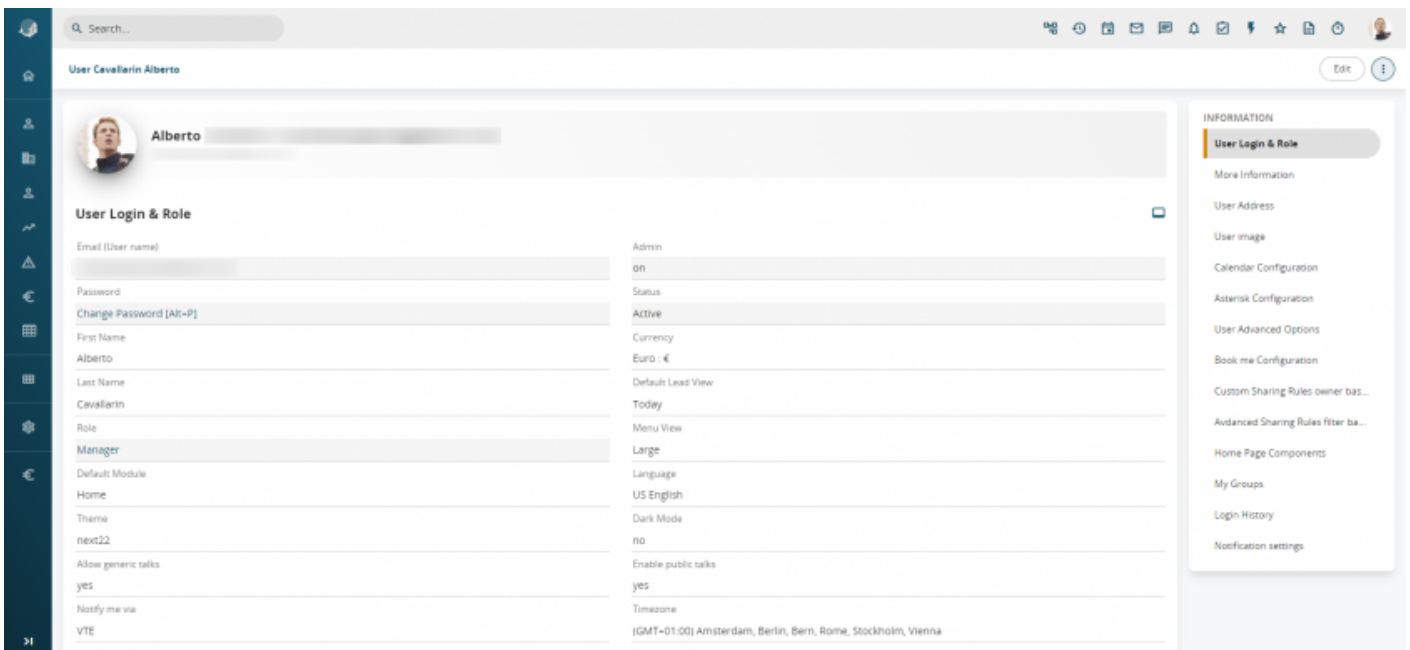 Search...
User Cavallarin Alberto
Edit
Alberto
User Login & Role
Email (User name)
Admin
on
Password
Status
Change Password [Alt+P]
Active
First Name
Currency
Alberto
Euro : €
Last Name
Default Lead View
Cavallarin
Today
Role
Menu View
Manager
Large
Default Module
Language
Home
US English
Theme
Dark Mode
next22
no
Allow generic talks
Enable public talks
yes
yes
Notify me via
Timezone
VTE
(GMT+01:00) Amsterdam, Berlin, Bern, Rome, Stockholm, Vienna
INFORMATION
User Login & Role
More Information
User Address
User image
Calendar Configuration
Asterisk Configuration
User Advanced Options
Book me Configuration
Custom Sharing Rules owner bas...
Avdanced Sharing Rules filter ba...
Home Page Components
My Groups
Login History
Notification settings